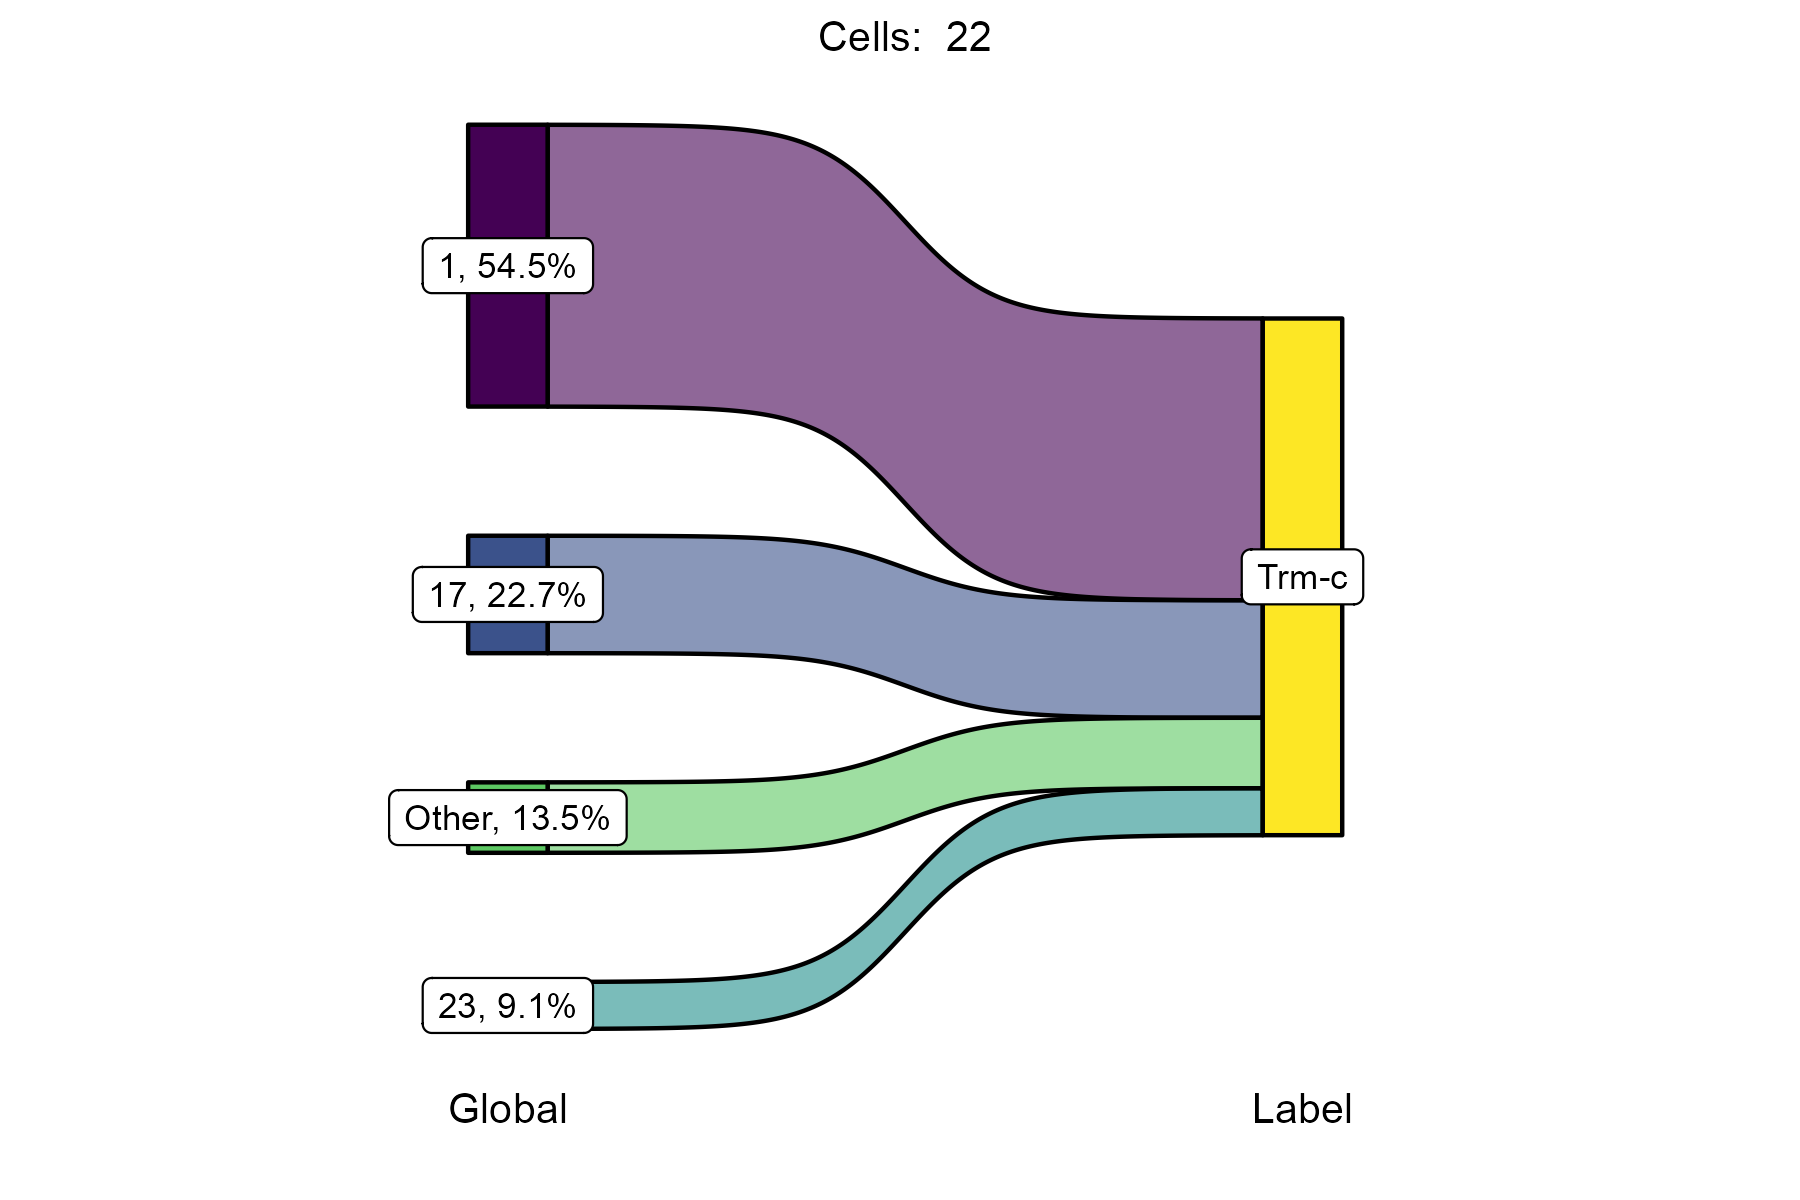 Cells:  22
1, 54.5%
Trm-c
17, 22.7%
Other, 13.5%
23, 9.1%
Global
Label